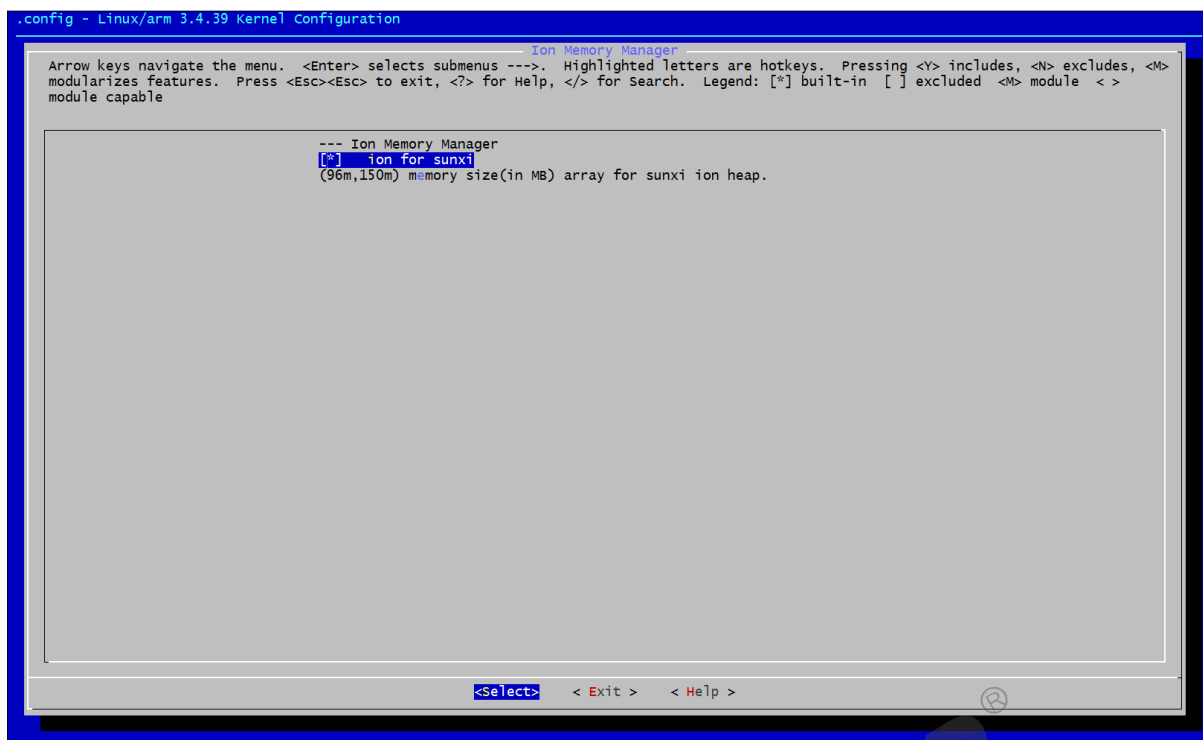 .config - Linux/arm 3.4.39 Kernel Configuration
Ion Memory Manager
Arrow keys navigate the menu.  <Enter> selects submenus --->.  Highlighted letters are hotkeys.  Pressing <Y> includes, <N> excludes, <M>
modularizes features.  Press <Esc><Esc> to exit, <?> for Help, </> for Search.  Legend: [*] built-in  [ ] excluded  <M> module  < >
module capable
--- Ion Memory Manager
[*]   ion for sunxi
(96m,150m) memory size(in MB) array for sunxi ion heap.
<Select>    < Exit >    < Help >
®